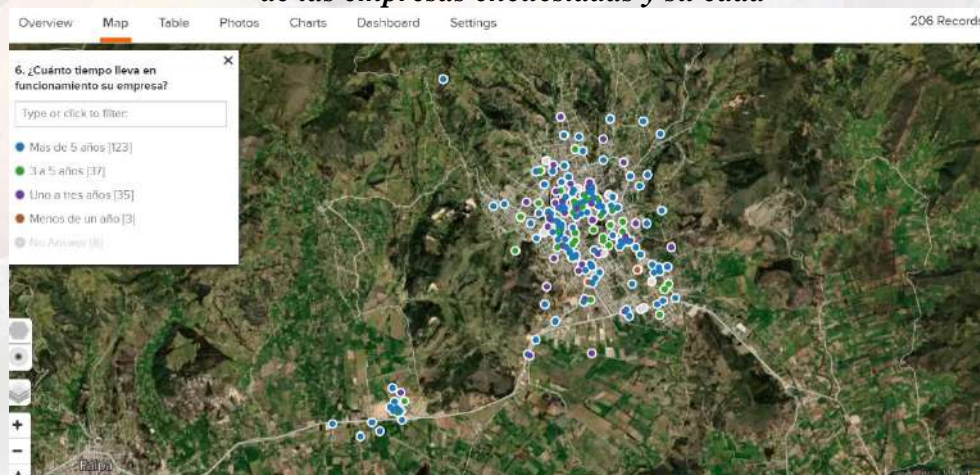 de las empresas encuestadas y su edad
Overview Map Table Photos Charts Dashboard Settings 206 Records
6. ¿Cuánto tiempo lleva en
funcionamiento su empresa?
Type or click to filter:
Mas de 5 años [123]
3 a 5 años [37]
Uno a tres años [35]
Menos de un año [3]
No Answer [8]
Palpa